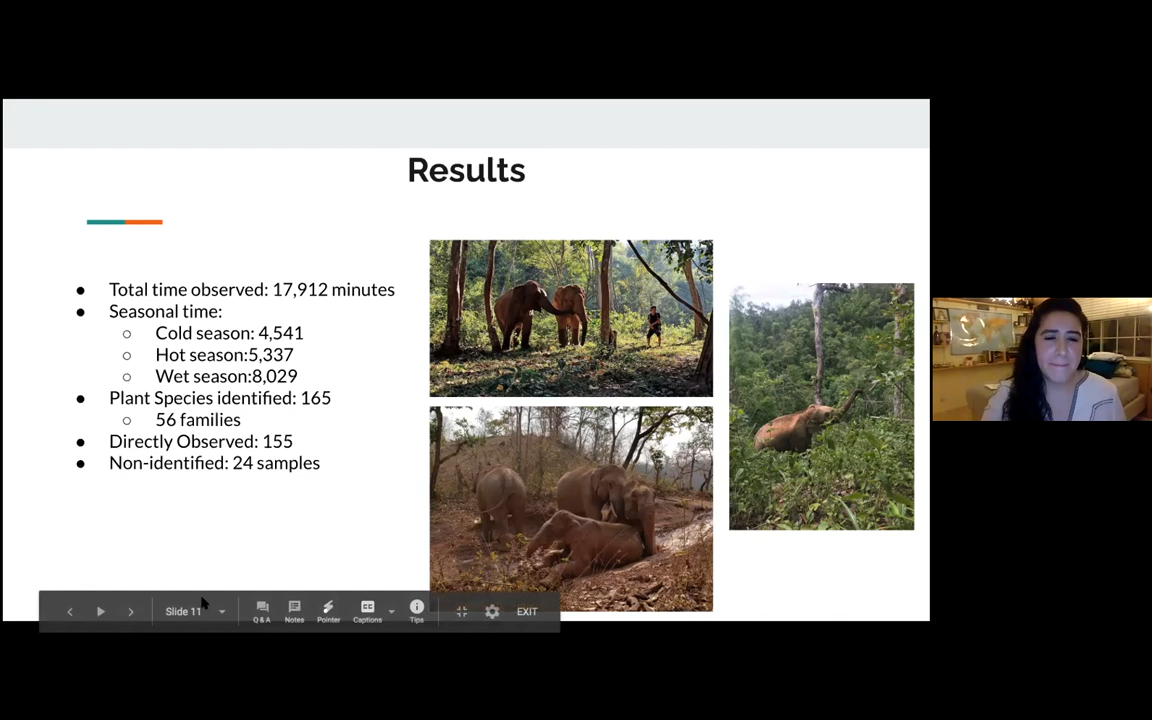 Results
● Total time observed: 17,912 minutes
● Seasonal time:
○ Cold season: 4,541
○ Hot season:5,337
○ Wet season:8,029
● Plant Species identified: 165
○ 56 families
● Directly Observed: 155
● Non-identified: 24 samples
Slide 11
Q & A
Notes
Pointer
CC
Captions
Tips
EXIT